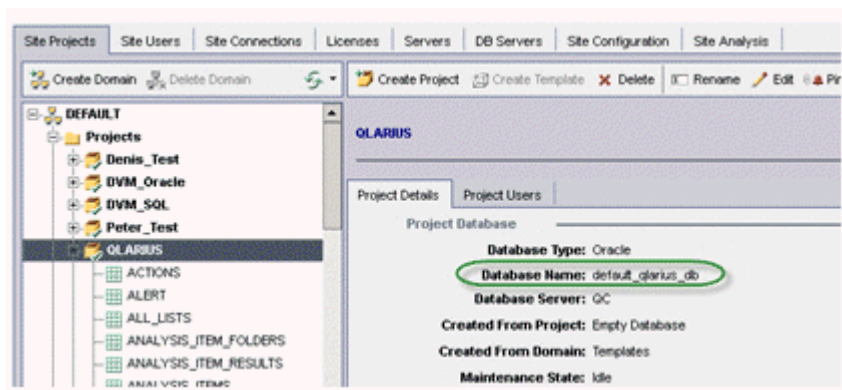 Site Projects Site Users Site Connections Licenses Servers DB Servers Site Configuration Site Analysis
Create Domain Delete Domain
Create Project Create Template Delete Rename Edit
DEFAULT
Projects
Denis_Test
DVM_Oracle
DVM_SQL
Peter_Test
QLARIUS
ACTIONS
ALERT
ALL_LISTS
ANALYSIS_ITEM_FOLDERS
ANALYSIS_ITEM_RESULTS
ANALYSIS_ITEMS
QLARIUS
Project Details Project Users
Project Database
Database Type: Oracle
Database Name: default_qlarius_db
Database Server: QC
Created From Project: Empty Database
Created From Domain: Templates
Maintenance State: Idle